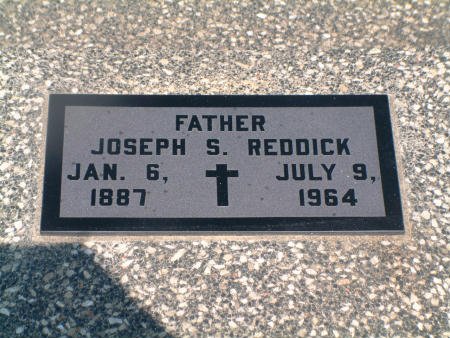 FATHER
JOSEPH S. REDDICK
JAN. 6, JULY 9,
1887 1964